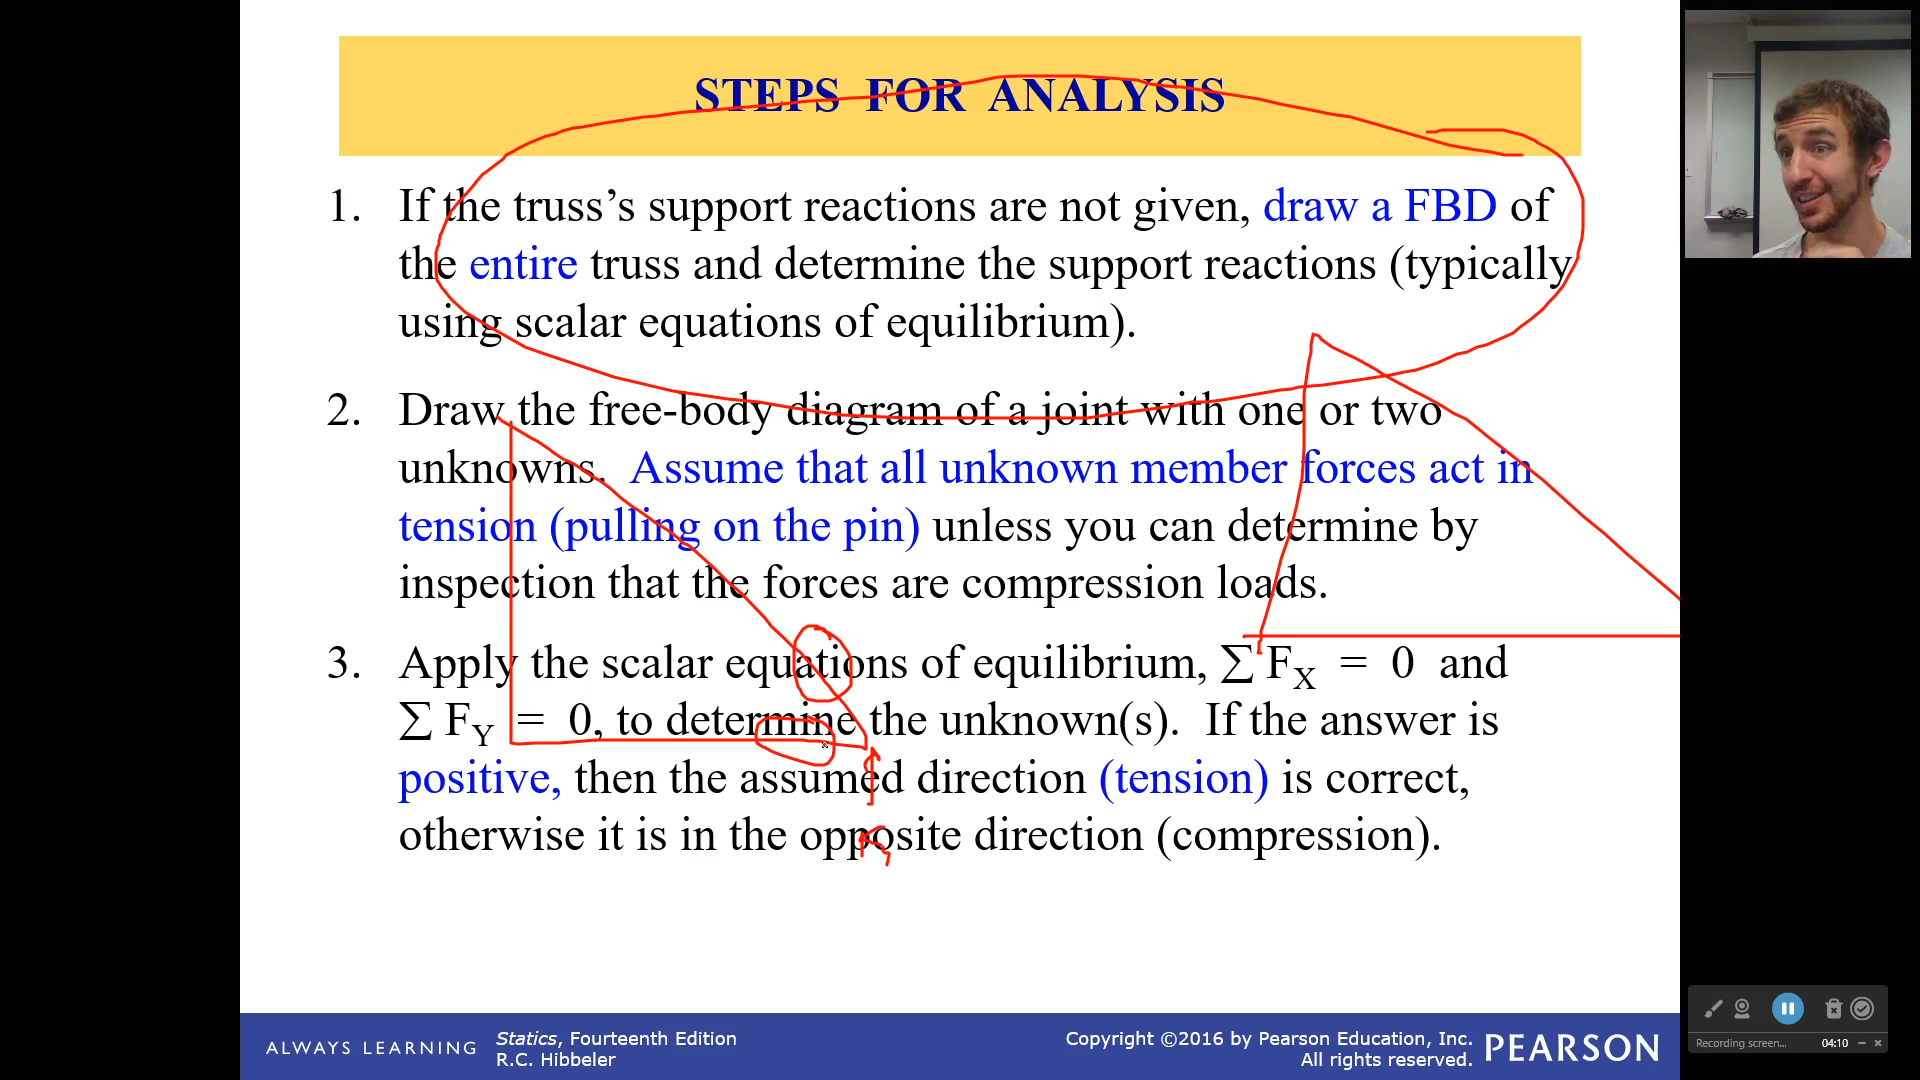 STEPS FOR ANALYSIS
1. If the truss’s support reactions are not given, draw a FBD of
the entire truss and determine the support reactions (typically
using scalar equations of equilibrium).
2. Draw the free-body diagram of a joint with one or two
unknowns. Assume that all unknown member forces act in
tension (pulling on the pin) unless you can determine by
inspection that the forces are compression loads.
3. Apply the scalar equations of equilibrium, ∑ FX = 0 and
∑ FY = 0, to determine the unknown(s). If the answer is
positive, then the assumed direction (tension) is correct,
otherwise it is in the opposite direction (compression).
ALWAYS LEARNING
Statics, Fourteenth Edition
R.C. Hibbeler
Copyright ©2016 by Pearson Education, Inc.
All rights reserved.
PEARSON
Recording screen... 04:10